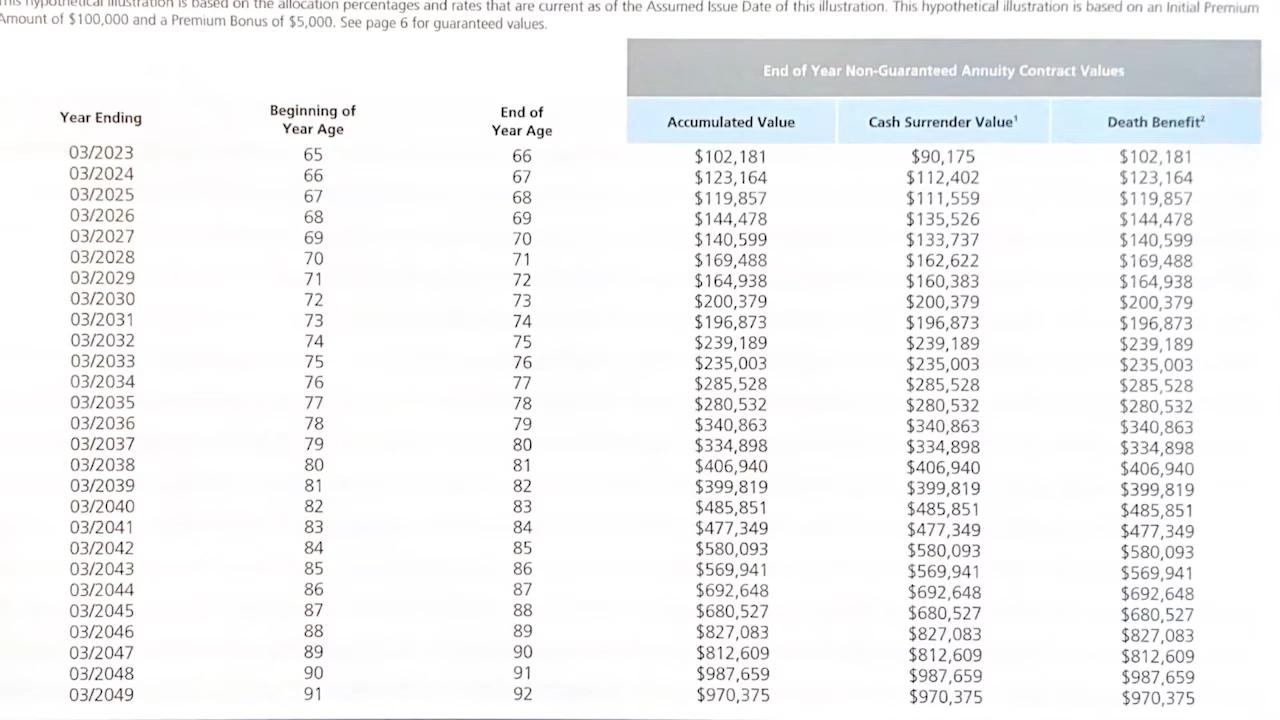 This hypothetical illustration is based on the allocation percentages and rates that are current as of the Assumed Issue Date of this illustration. This hypothetical illustration is based on an Initial Premium
Amount of $100,000 and a Premium Bonus of $5,000. See page 6 for guaranteed values.
End of Year Non-Guaranteed Annuity Contract Values
Year Ending Beginning of Year Age End of Year Age Accumulated Value Cash Surrender Value¹ Death Benefit²
03/2023 65 66 $102,181 $90,175 $102,181
03/2024 66 67 $123,164 $112,402 $123,164
03/2025 67 68 $119,857 $111,559 $119,857
03/2026 68 69 $144,478 $135,526 $144,478
03/2027 69 70 $140,599 $133,737 $140,599
03/2028 70 71 $169,488 $162,622 $169,488
03/2029 71 72 $164,938 $160,383 $164,938
03/2030 72 73 $200,379 $200,379 $200,379
03/2031 73 74 $196,873 $196,873 $196,873
03/2032 74 75 $239,189 $239,189 $239,189
03/2033 75 76 $235,003 $235,003 $235,003
03/2034 76 77 $285,528 $285,528 $285,528
03/2035 77 78 $280,532 $280,532 $280,532
03/2036 78 79 $340,863 $340,863 $340,863
03/2037 79 80 $334,898 $334,898 $334,898
03/2038 80 81 $406,940 $406,940 $406,940
03/2039 81 82 $399,819 $399,819 $399,819
03/2040 82 83 $485,851 $485,851 $485,851
03/2041 83 84 $477,349 $477,349 $477,349
03/2042 84 85 $580,093 $580,093 $580,093
03/2043 85 86 $569,941 $569,941 $569,941
03/2044 86 87 $692,648 $692,648 $692,648
03/2045 87 88 $680,527 $680,527 $680,527
03/2046 88 89 $827,083 $827,083 $827,083
03/2047 89 90 $812,609 $812,609 $812,609
03/2048 90 91 $987,659 $987,659 $987,659
03/2049 91 92 $970,375 $970,375 $970,375